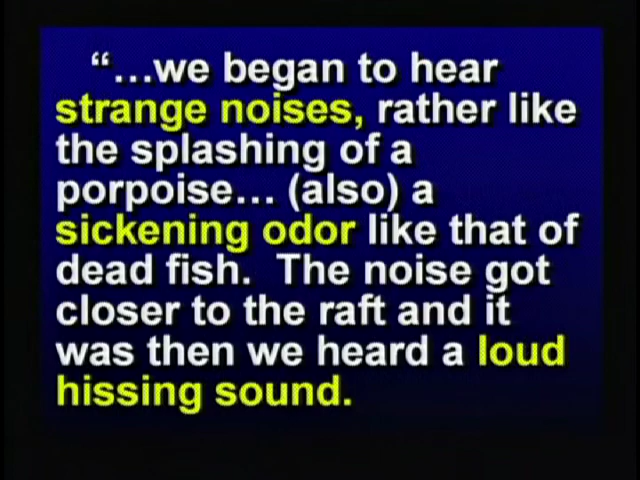 “…we began to hear
strange noises, rather like
the splashing of a
porpoise… (also) a
sickening odor like that of
dead fish.  The noise got
closer to the raft and it
was then we heard a loud
hissing sound.